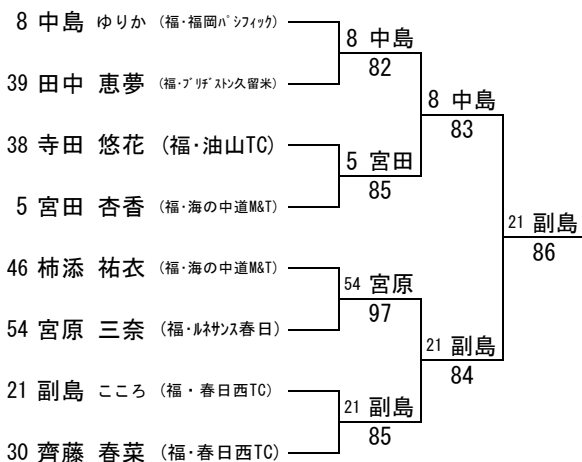 8 中島 ゆりか (福・福岡パシフィック)
8 中島
82
39 田中 恵夢 (福・ブリヂストン久留米)
8 中島
83
38 寺田 悠花 (福・油山TC)
5 宮田
85
5 宮田 杏香 (福・海の中道M&T)
21 副島
86
46 柿添 祐衣 (福・海の中道M&T)
54 宮原
97
54 宮原 三奈 (福・ルネサンス春日)
21 副島
84
21 副島 こころ (福・春日西TC)
21 副島
85
30 齊藤 春菜 (福・春日西TC)